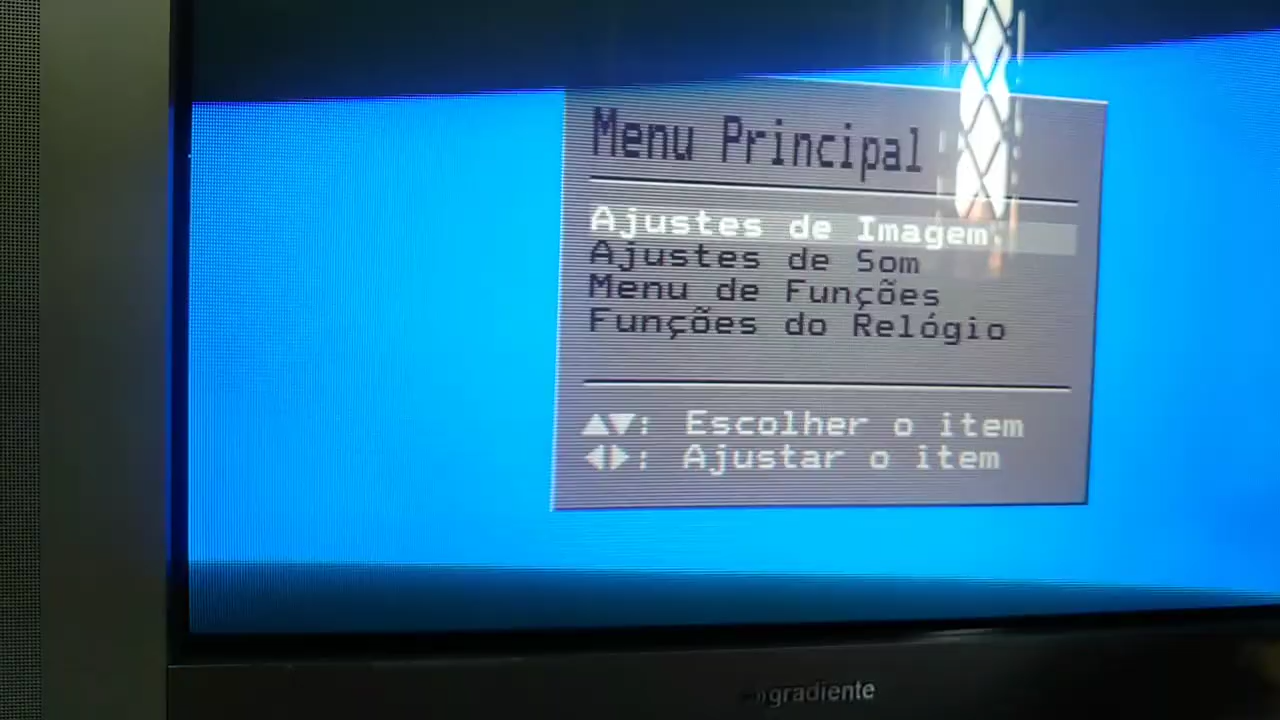 Menu Principal
Ajustes de Imagem
Ajustes de Som
Menu de Funções
Funções do Relógio
▲▼: Escolher o item
◀▶: Ajustar o item
gradiente